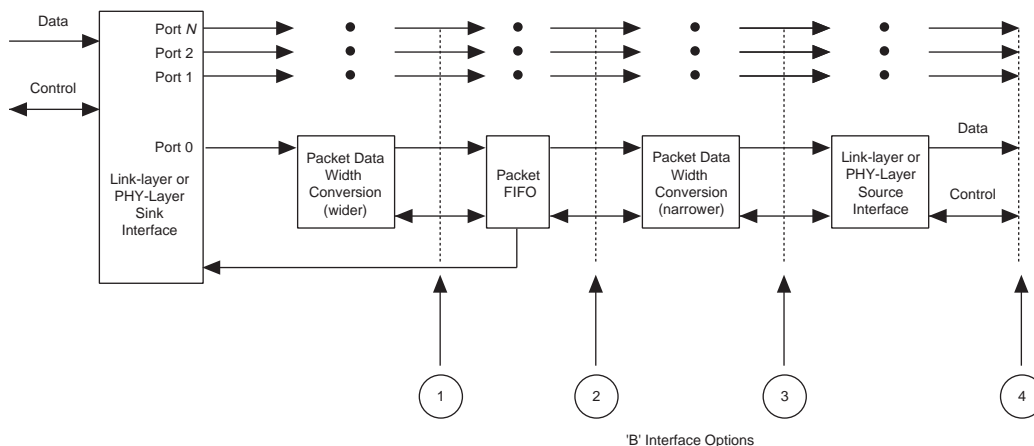 Data
Control
Port N
Port 2
Port 1
Port 0
Link-layer or
PHY-Layer
Sink
Interface
Packet Data
Width
Conversion
(wider)
Packet
FIFO
Packet Data
Width
Conversion
(narrower)
Link-layer or
PHY-Layer
Source
Interface
Data
Control
1
2
3
4
'B' Interface Options